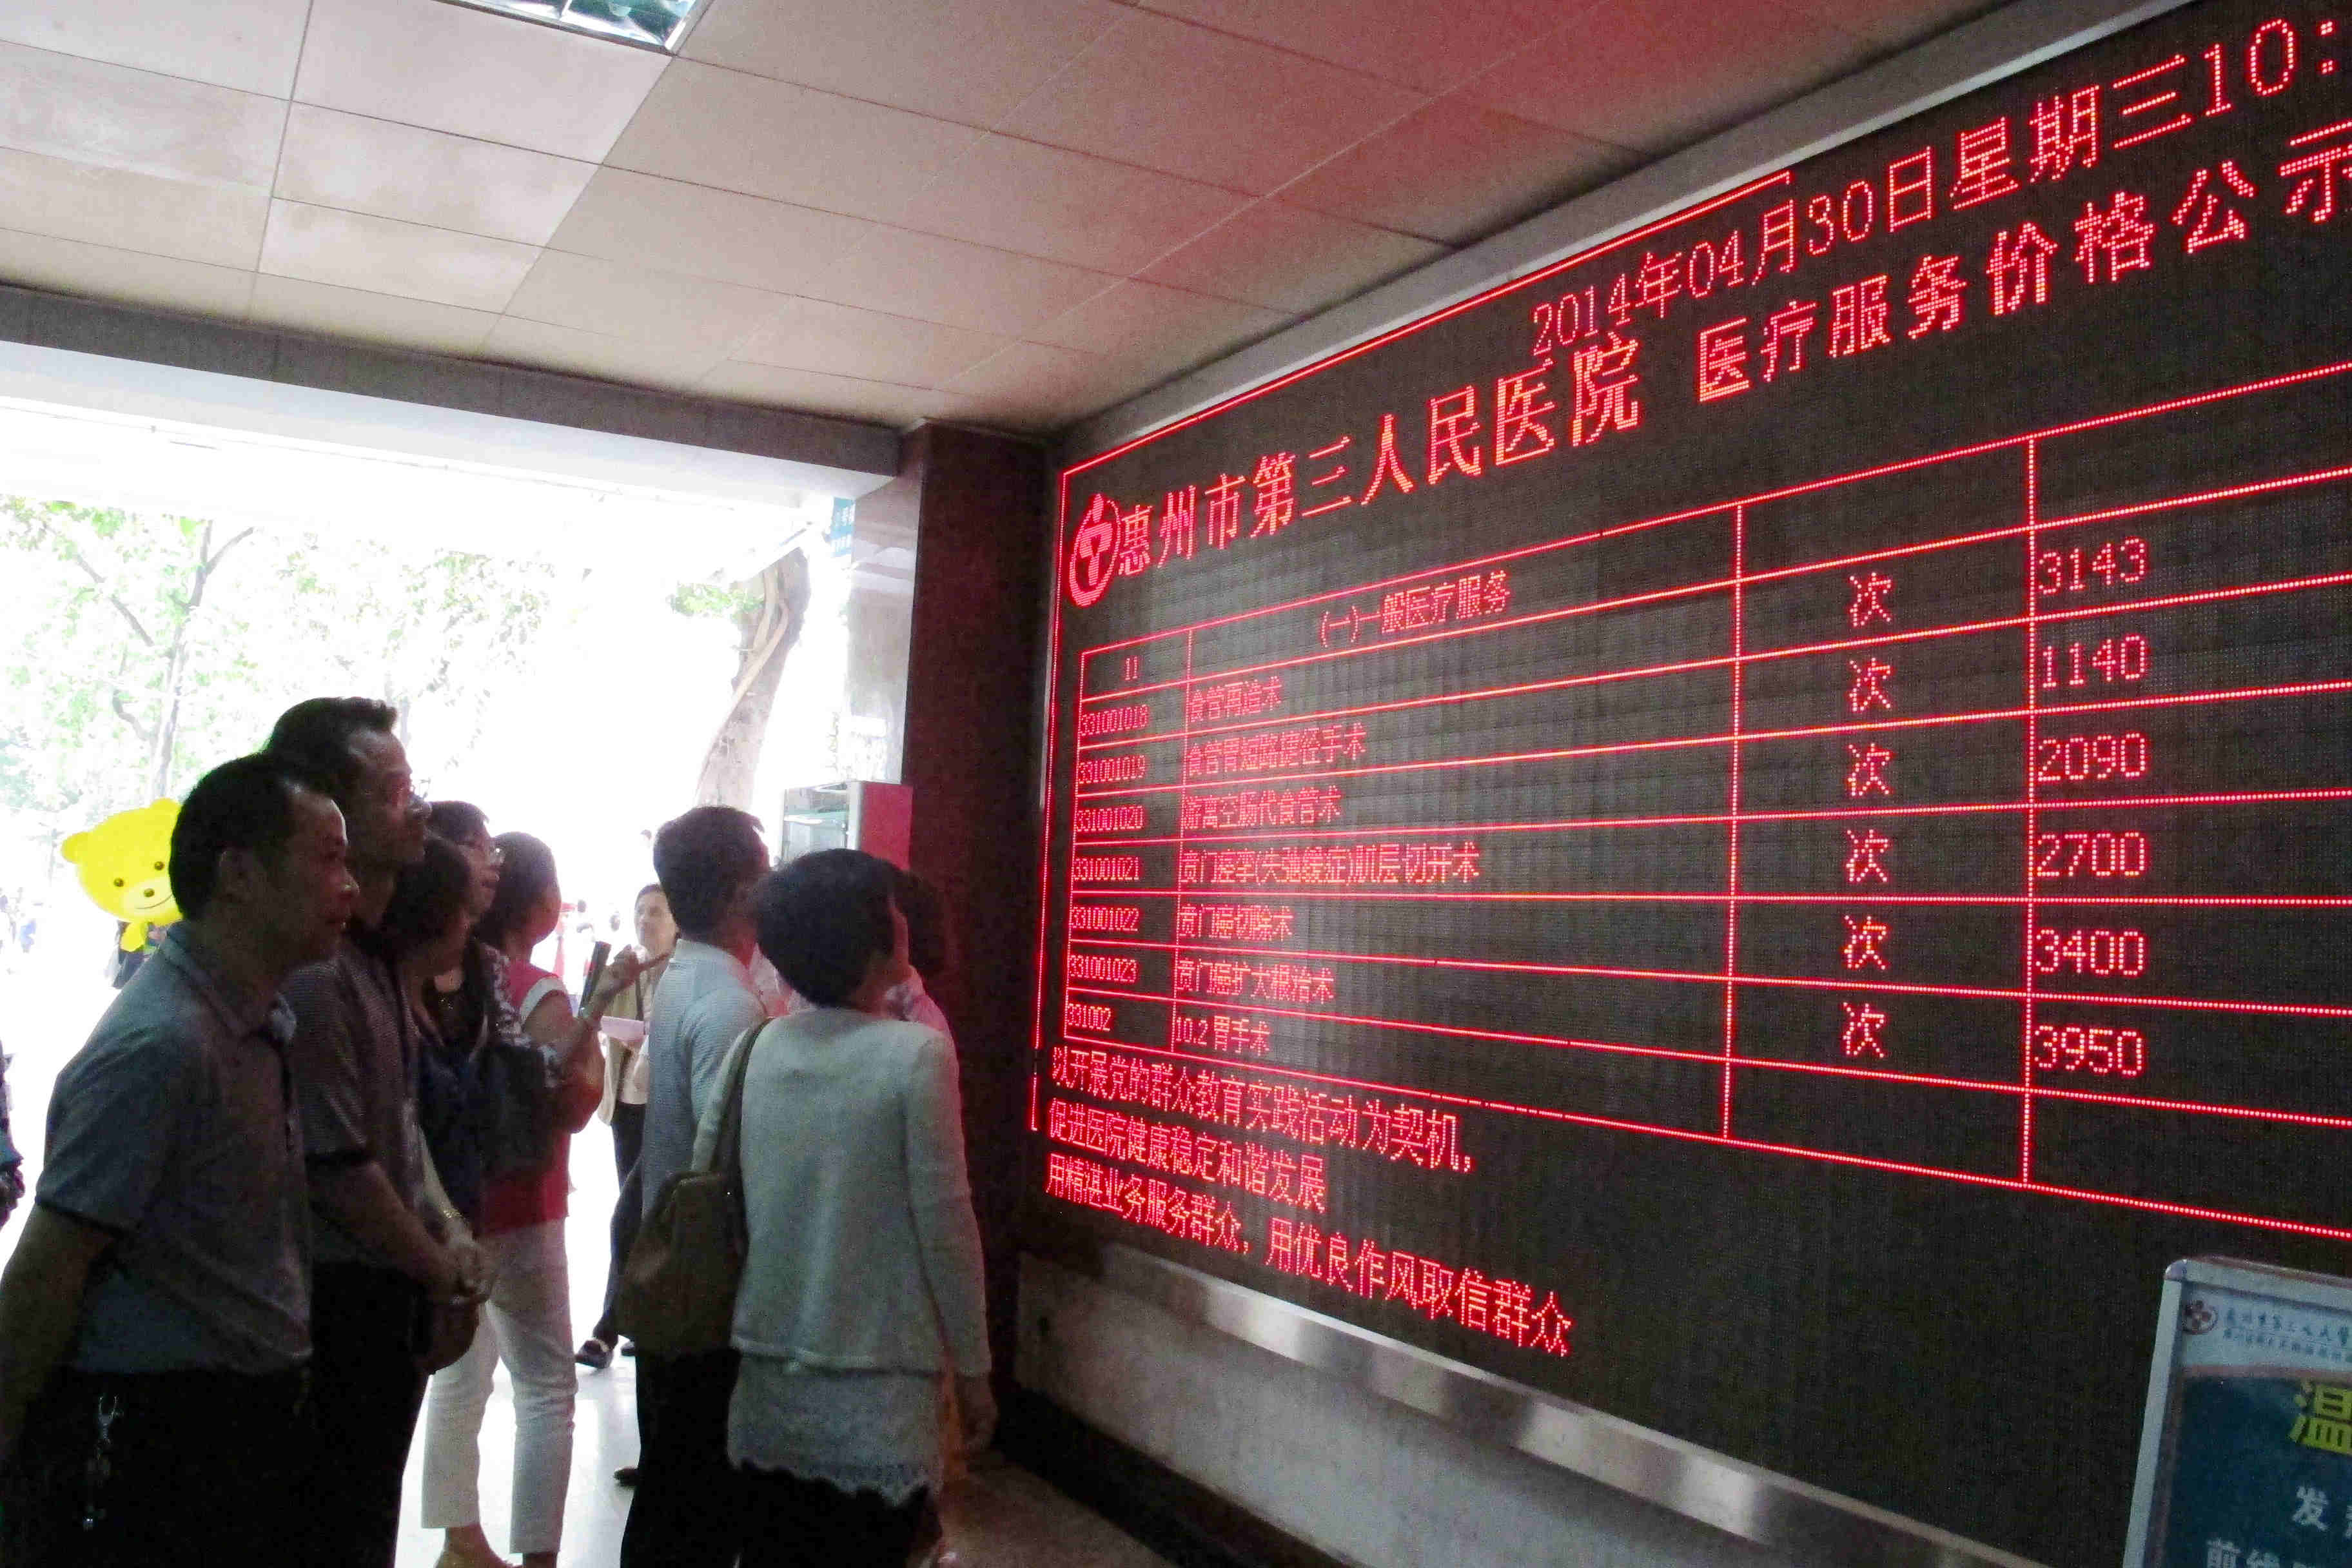 2014年04月30日星期三10:
惠州市第三人民医院 医疗服务价格公示
11 (一)一般医疗服务
331001018 食管再造术 次 3143
331001019 食管胃短路捷径手术 次 1140
331001020 游离空肠代食管术 次 2090
331001021 贲门痉挛(失弛缓症)肌层切开术 次 2700
331001022 贲门癌切除术 次 3400
331001023 贲门癌扩大根治术 次 3950
331002 10.2 胃手术
以开展党的群众教育实践活动为契机,
促进医院健康稳定和谐发展
用精湛业务服务群众，用优良作风取信群众
温
发